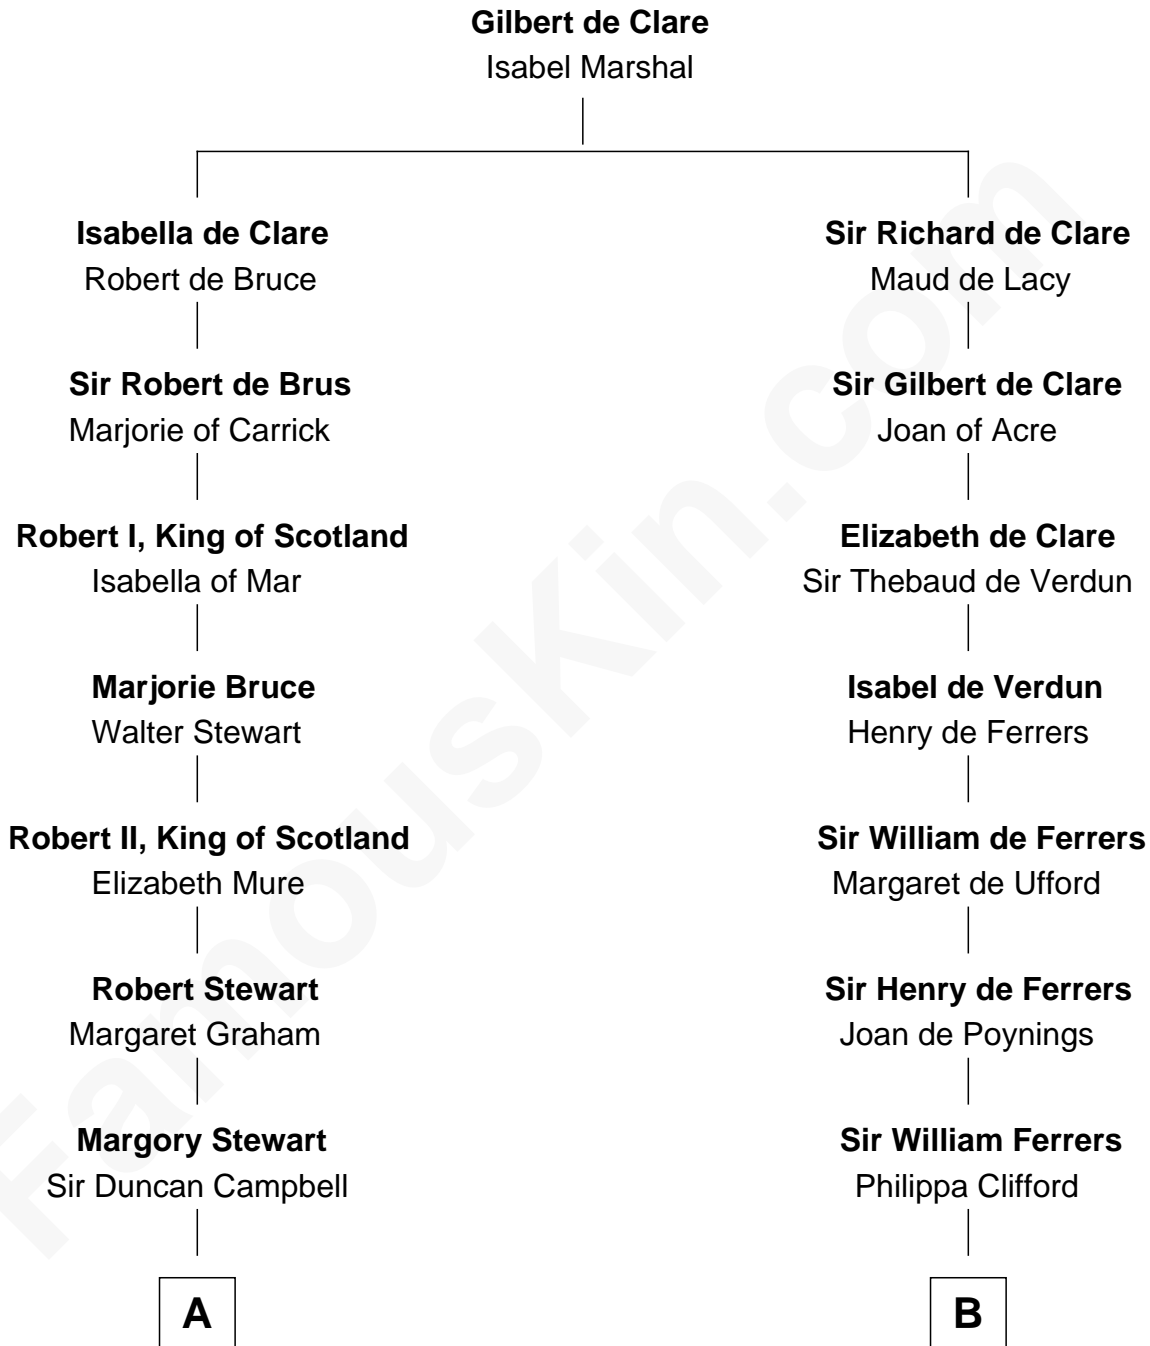 Gilbert de Clare
Isabel Marshal
Isabella de Clare
Robert de Bruce
Sir Robert de Brus
Marjorie of Carrick
Robert I, King of Scotland
Isabella of Mar
Marjorie Bruce
Walter Stewart
Robert II, King of Scotland
Elizabeth Mure
Robert Stewart
Margaret Graham
Margory Stewart
Sir Duncan Campbell
A
Sir Richard de Clare
Maud de Lacy
Sir Gilbert de Clare
Joan of Acre
Elizabeth de Clare
Sir Thebaud de Verdun
Isabel de Verdun
Henry de Ferrers
Sir William de Ferrers
Margaret de Ufford
Sir Henry de Ferrers
Joan de Poynings
Sir William Ferrers
Philippa Clifford
B
FamousKin.com